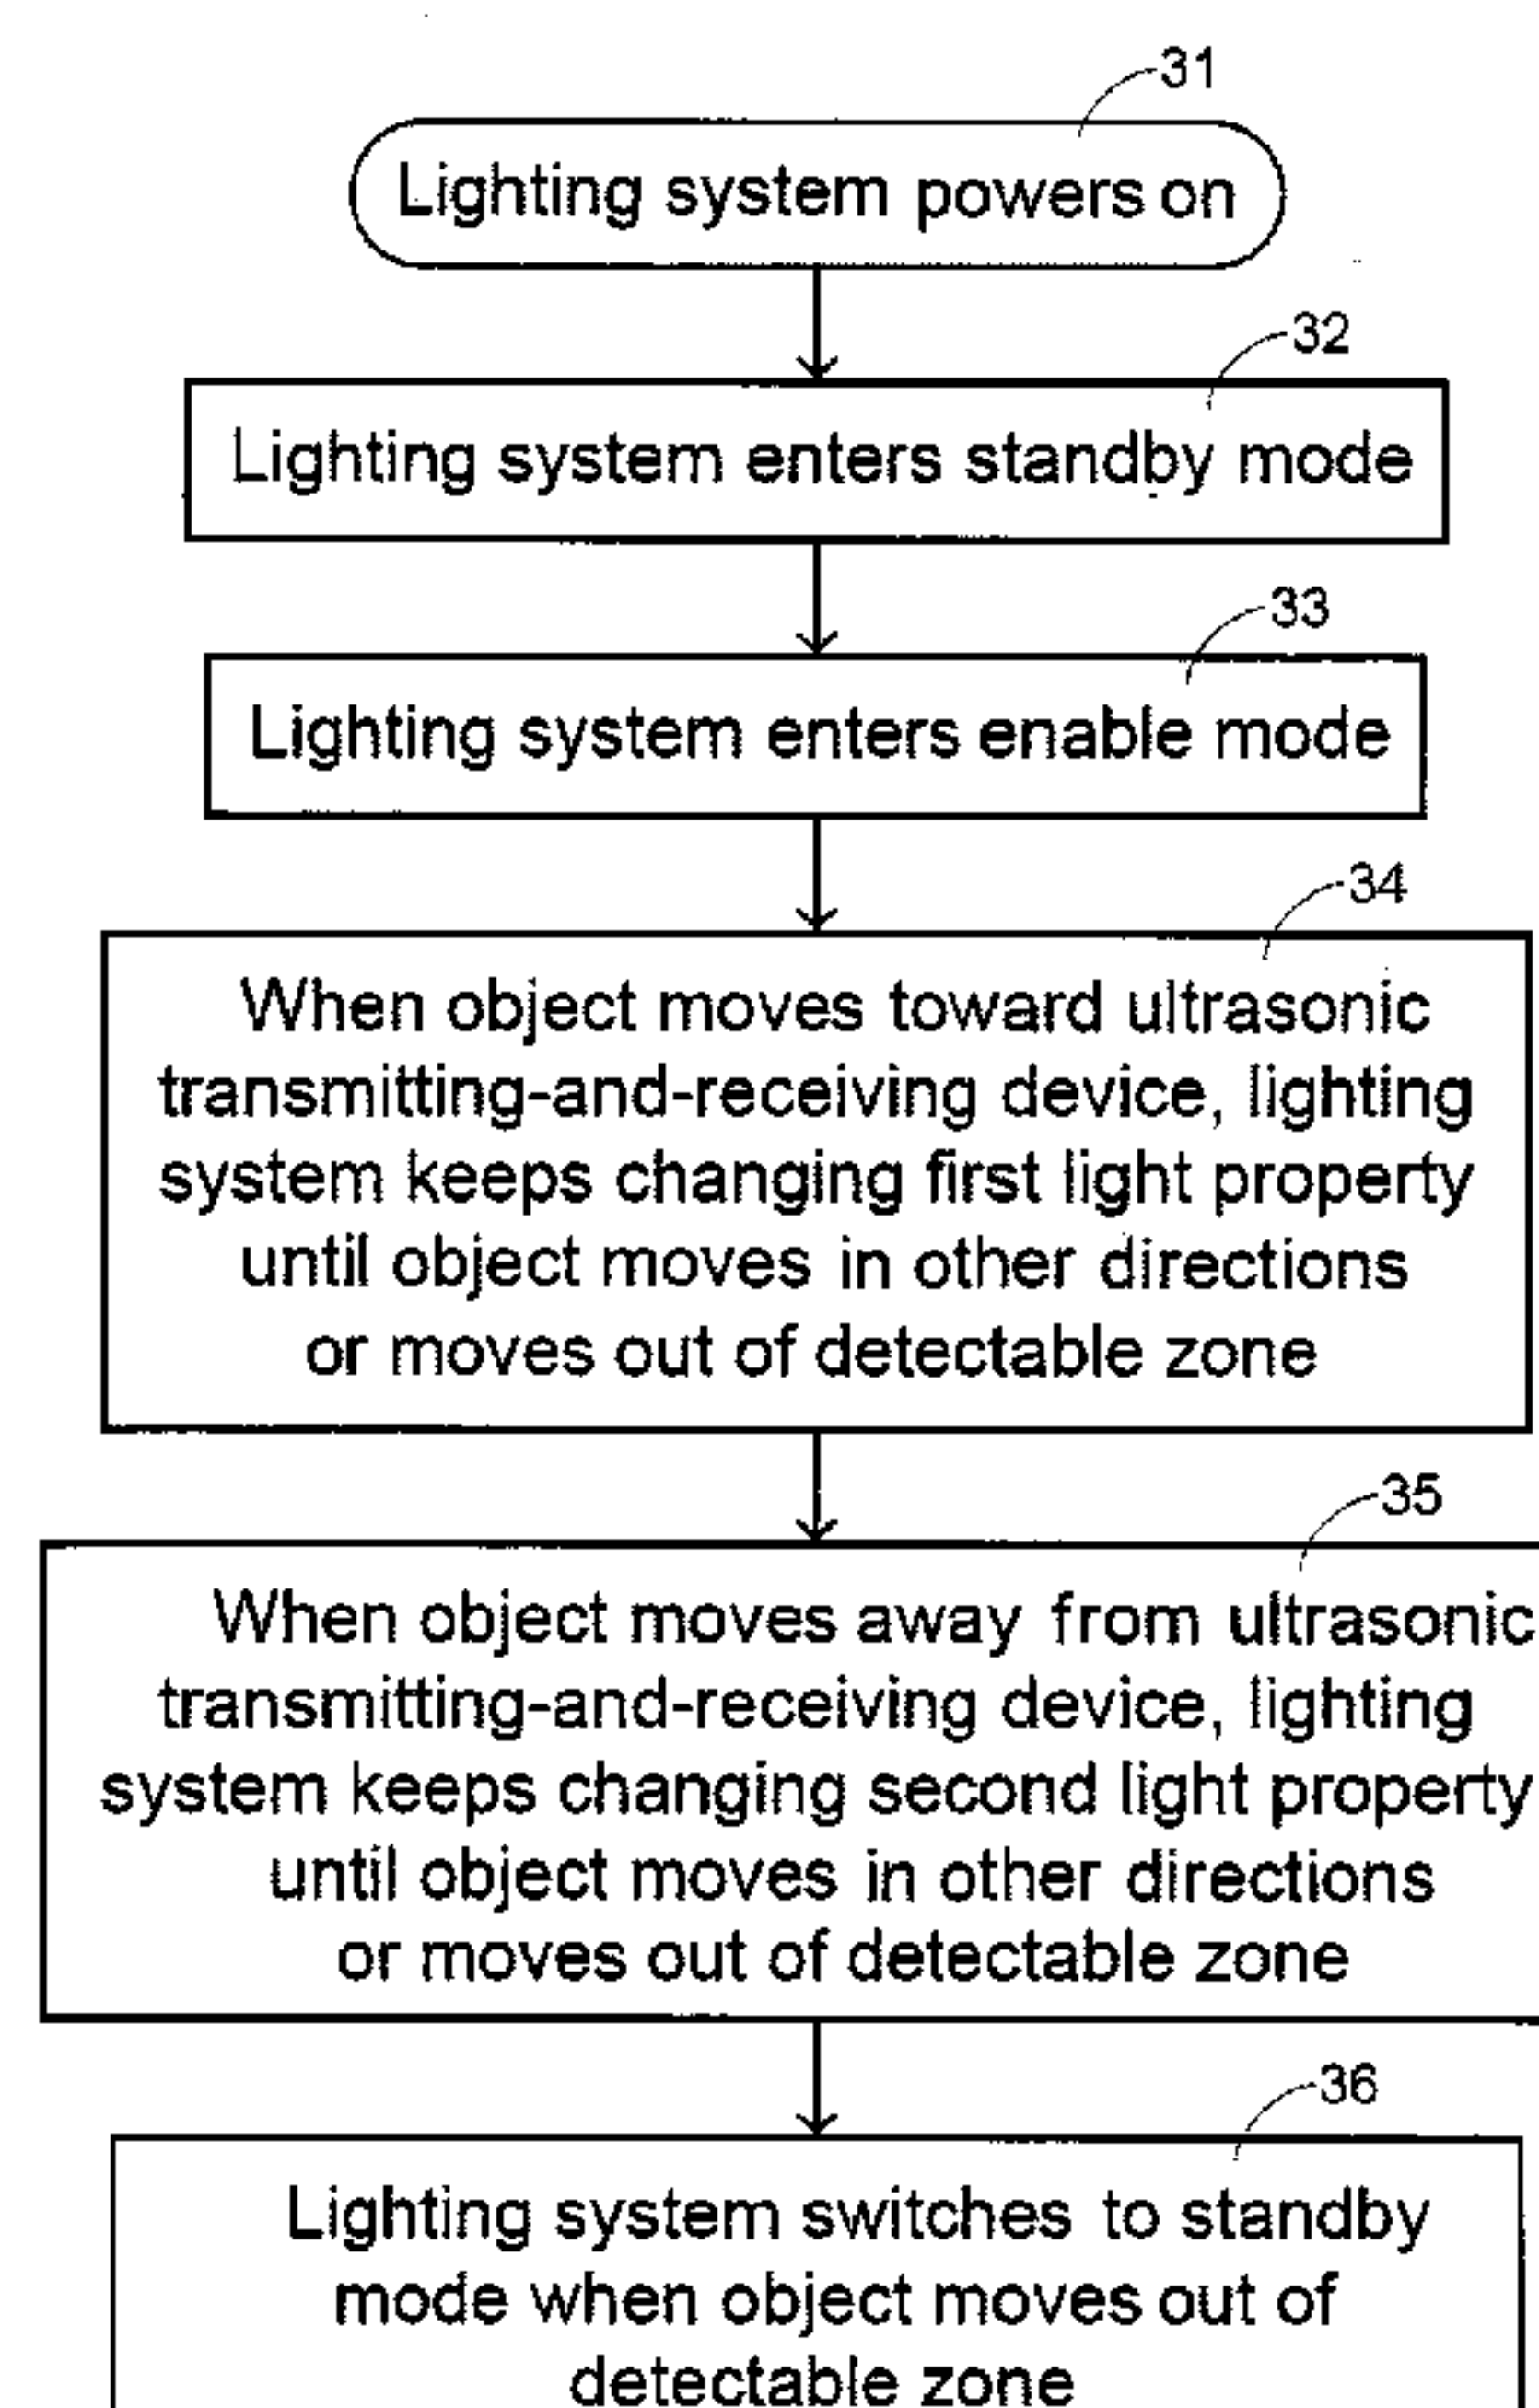 31
Lighting system powers on
32
Lighting system enters standby mode
33
Lighting system enters enable mode
34
When object moves toward ultrasonic
transmitting-and-receiving device, lighting
system keeps changing first light property
until object moves in other directions
or moves out of detectable zone
35
When object moves away from ultrasonic
transmitting-and-receiving device, lighting
system keeps changing second light property
until object moves in other directions
or moves out of detectable zone
36
Lighting system switches to standby
mode when object moves out of
detectable zone